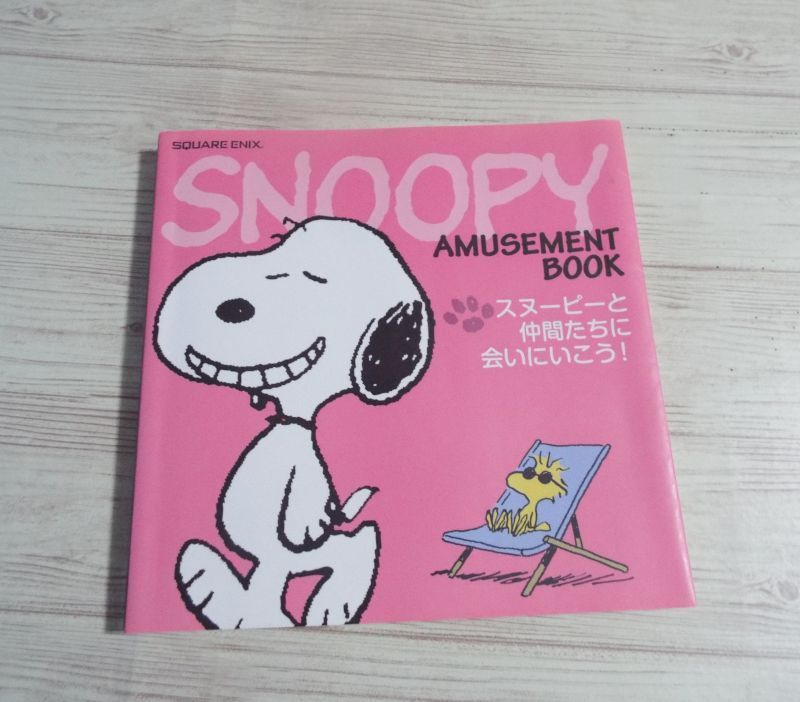 SQUARE ENIX.
SNOOPY
AMUSEMENT
BOOK
スヌーピーと
仲間たちに
会いにいこう!